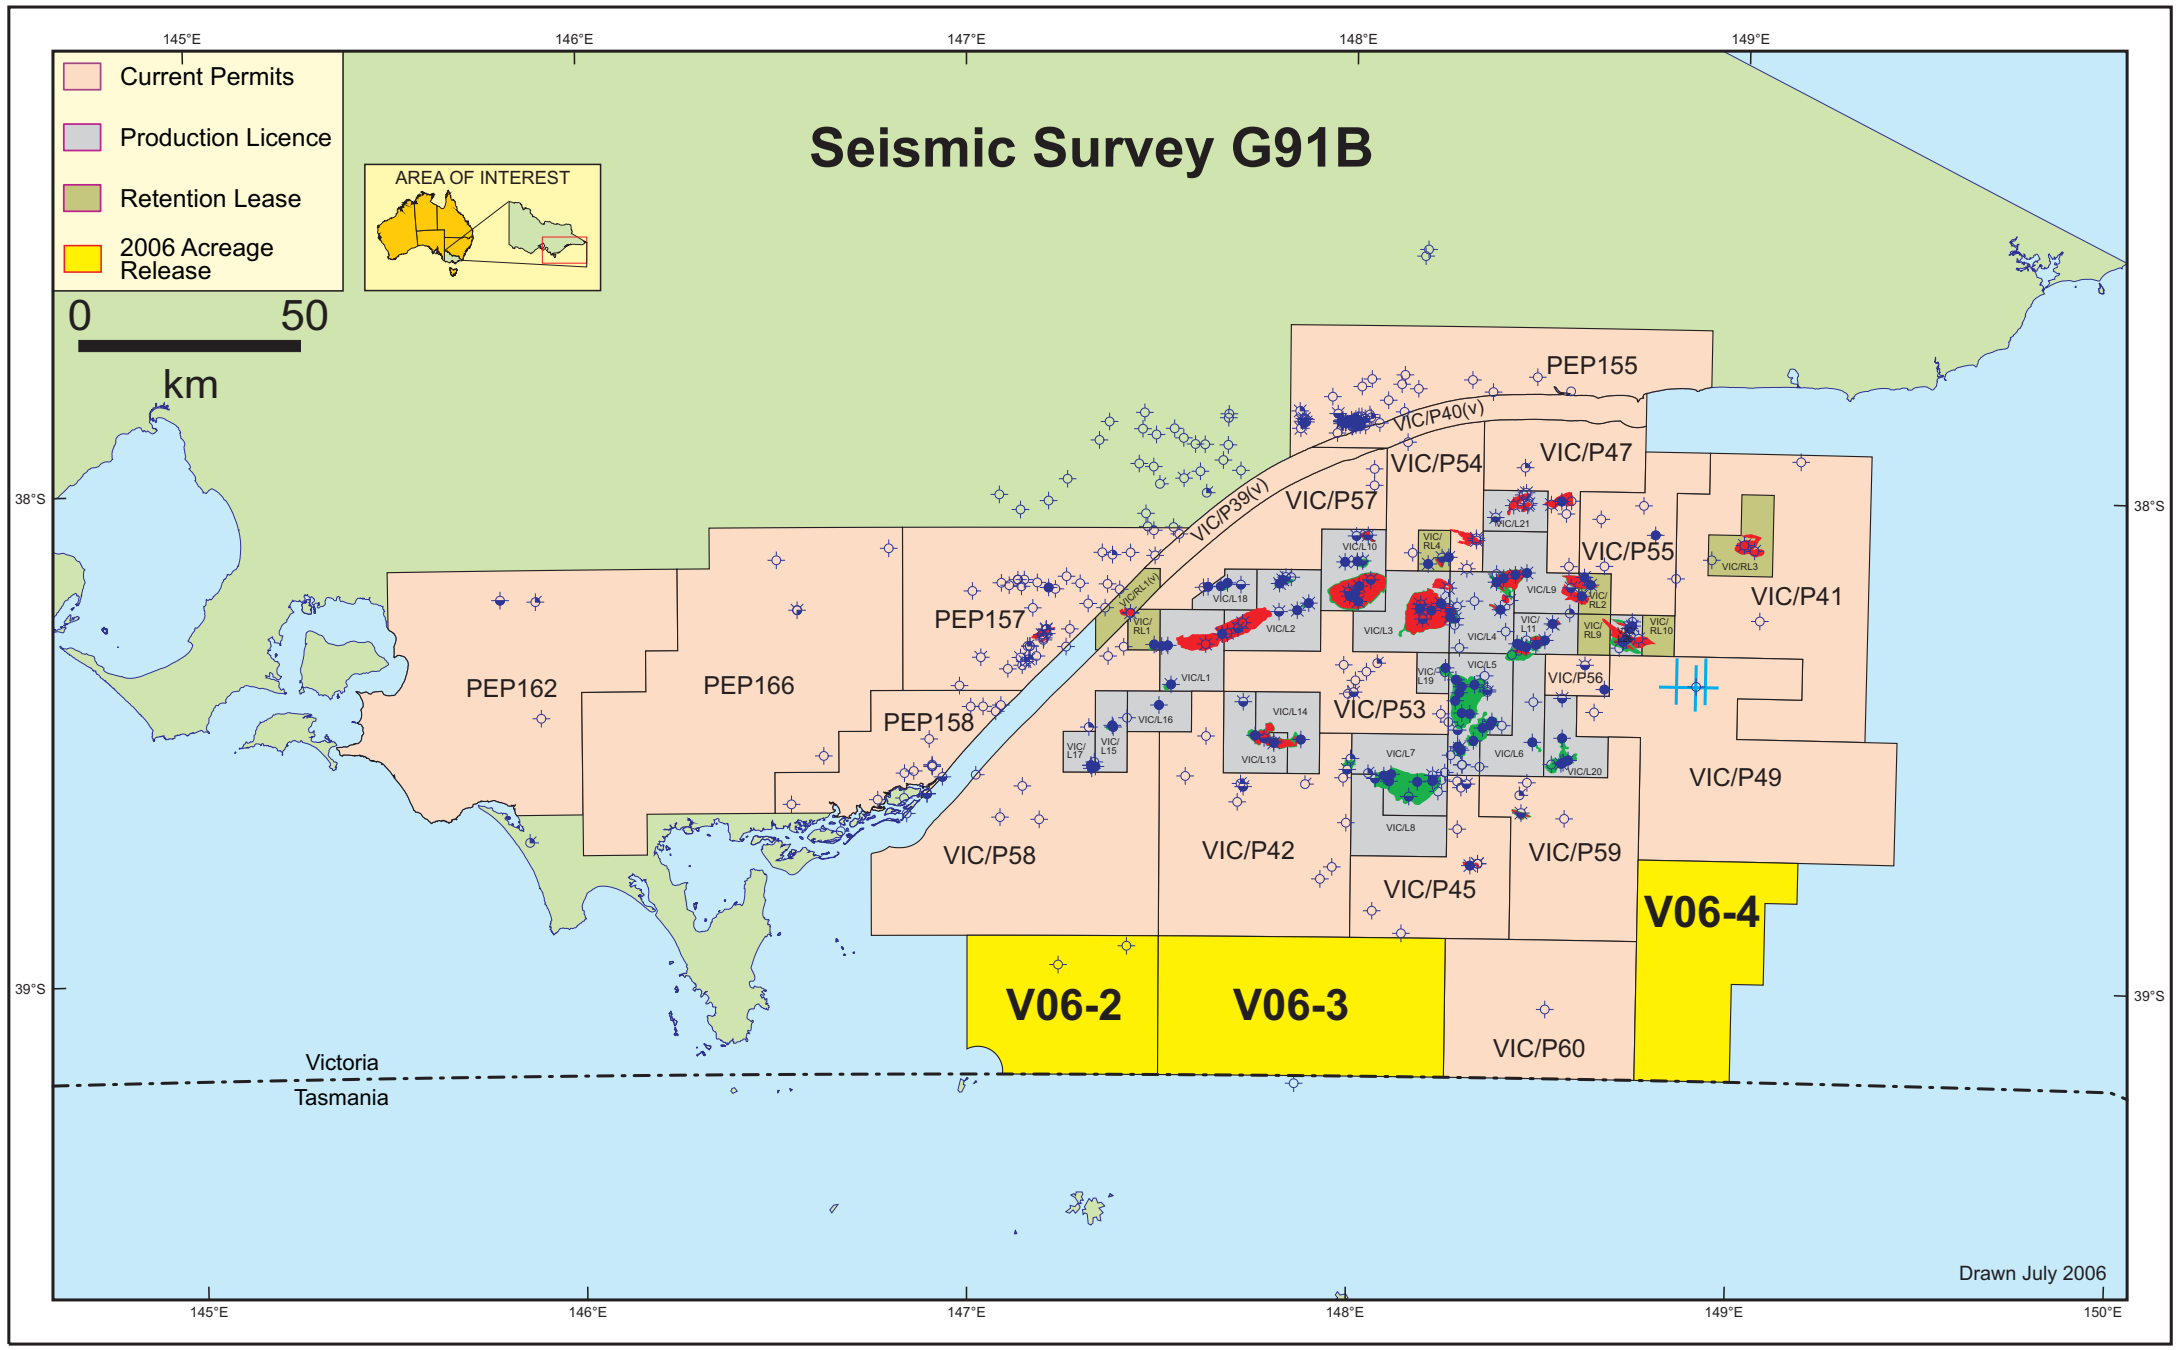 145°E
146°E
147°E
148°E
149°E
Current Permits
Production Licence
Retention Lease
2006 Acreage
Release
AREA OF INTEREST
Seismic Survey G91B
0
50
km
PEP155
VIC/P40(v)
VIC/P39(v)
VIC/P54
VIC/P47
VIC/P57
38°S
38°S
VIC/L21
VIC/P55
VIC/L10
VIC/
RL4
VIC/RL3
VIC/RL1(v)
VIC/L18
VIC/L9
VIC/
RL2
VIC/P41
PEP157
VIC/
RL1
VIC/L2
VIC/L3
VIC/L4
VIC/
L11
VIC/
RL9
VIC/
RL10
PEP162
PEP166
VIC/L1
VIC/
L19
VIC/L5
VIC/P56
PEP158
VIC/L16
VIC/L14
VIC/P53
VIC/
L17
VIC/
L15
VIC/L13
VIC/L7
VIC/L6
VIC/L20
VIC/P49
VIC/L8
VIC/P58
VIC/P42
VIC/P45
VIC/P59
V06-4
39°S
39°S
V06-2
V06-3
VIC/P60
Victoria
Tasmania
Drawn July 2006
145°E
146°E
147°E
148°E
149°E
150°E